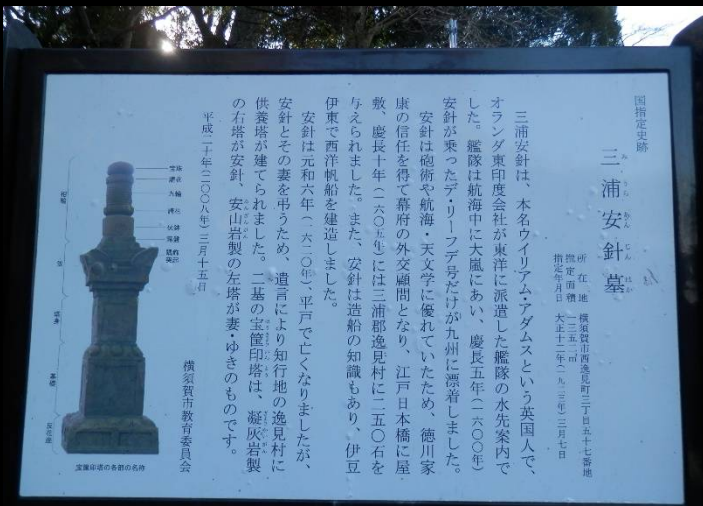 国指定史跡
三浦安針墓
み うら あん じん はか
所在地 横須賀市西逸見町三丁目五十七番地
指定面積 一三五二㎡
指定年月日 大正十二年(一九二三年)三月七日
三浦安針は、本名ウイリアム・アダムスという英国人で、
オランダ東印度会社が東洋に派遣した艦隊の水先案内で
した。艦隊は航海中に大嵐にあい、慶長五年(一六〇〇年)
安針が乗ったデ・リーフデ号だけが九州に漂着しました。
安針は砲術や航海・天文学に優れていたため、徳川家
康の信任を得て幕府の外交顧問となり、江戸日本橋に屋
敷、慶長十年(一六〇五年)には三浦郡逸見村に二五〇石を
与えられました。また、安針は造船の知識もあり、伊豆
伊東で西洋帆船を建造しました。
安針は元和六年(一六二〇年)、平戸で亡くなりましたが、
安針とその妻を弔うため、遺言により知行地の逸見村に
供養塔が建てられました。二基の宝篋印塔は、凝灰岩製
の右塔が安針、安山岩製の左塔が妻・ゆきのものです。
平成二十年(二〇〇八年)三月十五日
横須賀市教育委員会
相輪
塔身
基礎
反花座
宝篋印塔の各部の名称